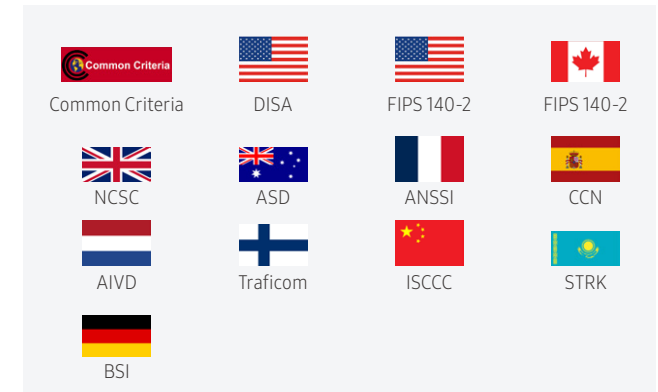 Common Criteria
Common Criteria
DISA
FIPS 140-2
FIPS 140-2
NCSC
ASD
ANSSI
CCN
AIVD
Traficom
ISCCC
STRK
BSI